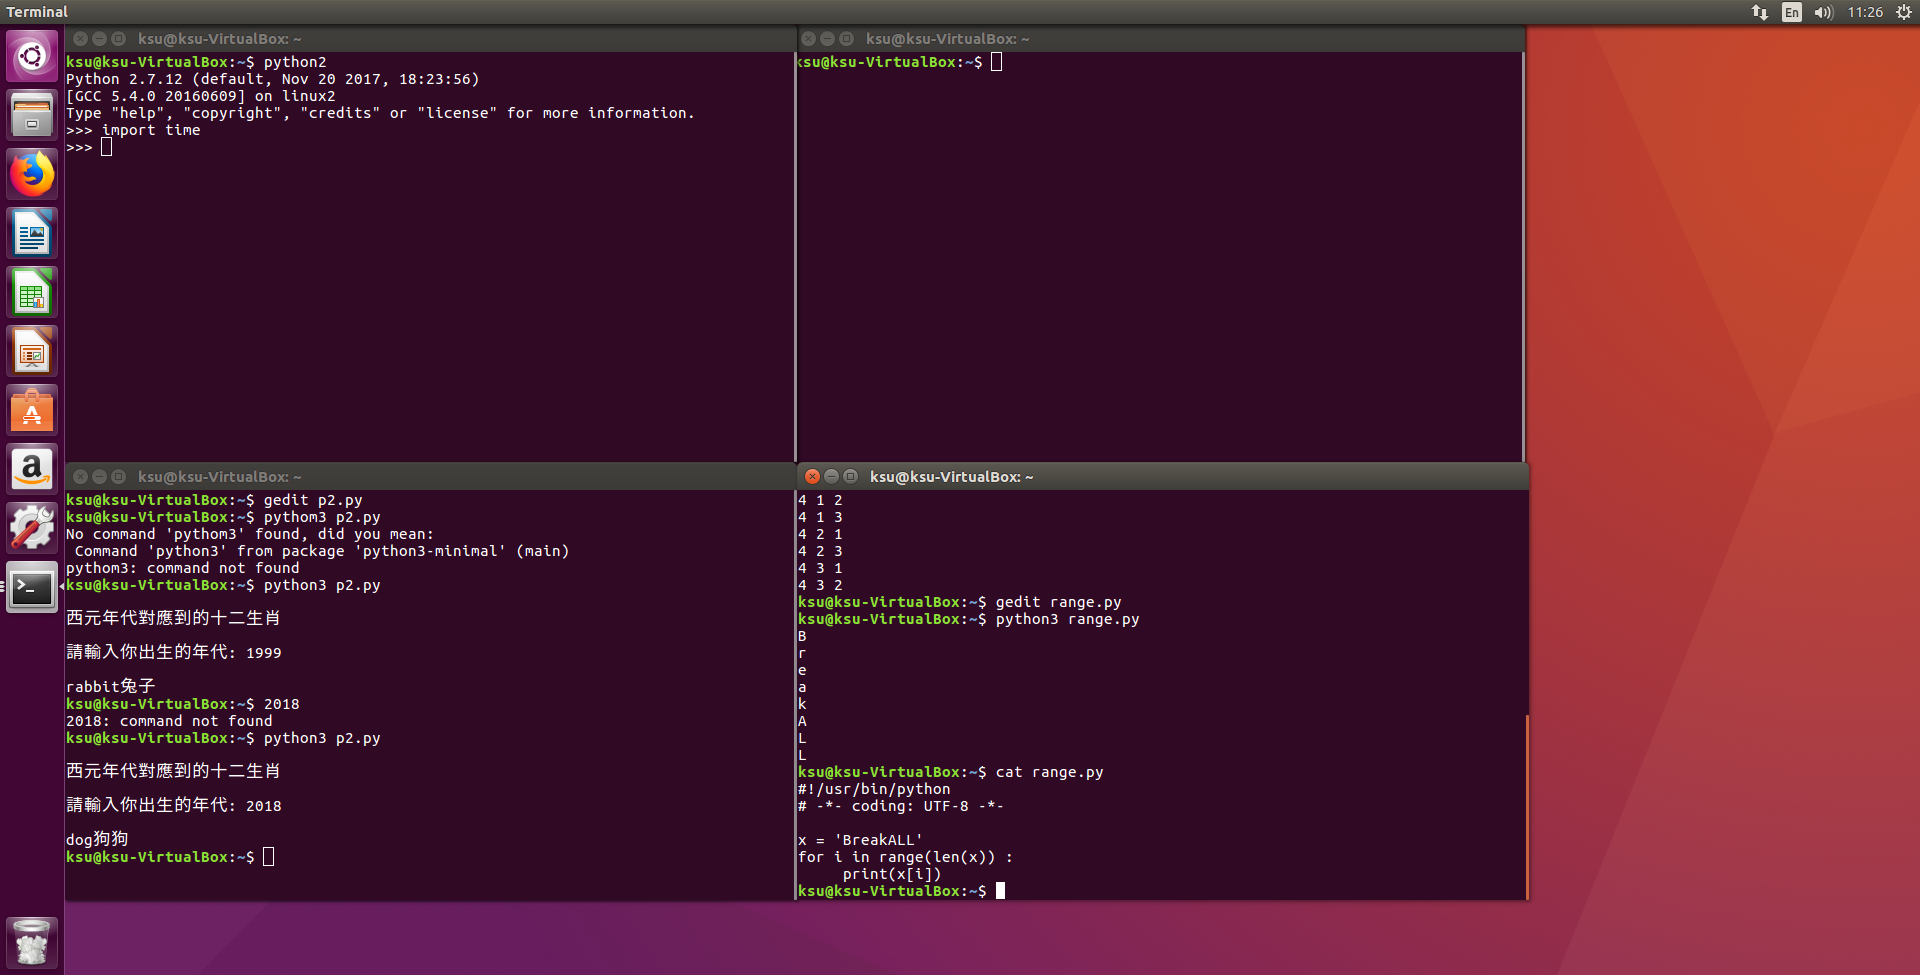 Terminal
En
11:26
ksu@ksu-VirtualBox: ~
ksu@ksu-VirtualBox:~$ python2
Python 2.7.12 (default, Nov 20 2017, 18:23:56)
[GCC 5.4.0 20160609] on linux2
Type "help", "copyright", "credits" or "license" for more information.
>>> import time
>>>
ksu@ksu-VirtualBox: ~
ksu@ksu-VirtualBox:~$
ksu@ksu-VirtualBox: ~
ksu@ksu-VirtualBox:~$ gedit p2.py
ksu@ksu-VirtualBox:~$ pythom3 p2.py
No command 'pythom3' found, did you mean:
 Command 'python3' from package 'python3-minimal' (main)
pythom3: command not found
ksu@ksu-VirtualBox:~$ python3 p2.py
西元年代對應到的十二生肖
請輸入你出生的年代: 1999
rabbit兔子
ksu@ksu-VirtualBox:~$ 2018
2018: command not found
ksu@ksu-VirtualBox:~$ python3 p2.py
西元年代對應到的十二生肖
請輸入你出生的年代: 2018
dog狗狗
ksu@ksu-VirtualBox:~$
ksu@ksu-VirtualBox: ~
4 1 2
4 1 3
4 2 1
4 2 3
4 3 1
4 3 2
ksu@ksu-VirtualBox:~$ gedit range.py
ksu@ksu-VirtualBox:~$ python3 range.py
B
r
e
a
k
A
L
L
ksu@ksu-VirtualBox:~$ cat range.py
#!/usr/bin/python
# -*- coding: UTF-8 -*-
x = 'BreakALL'
for i in range(len(x)) :
     print(x[i])
ksu@ksu-VirtualBox:~$